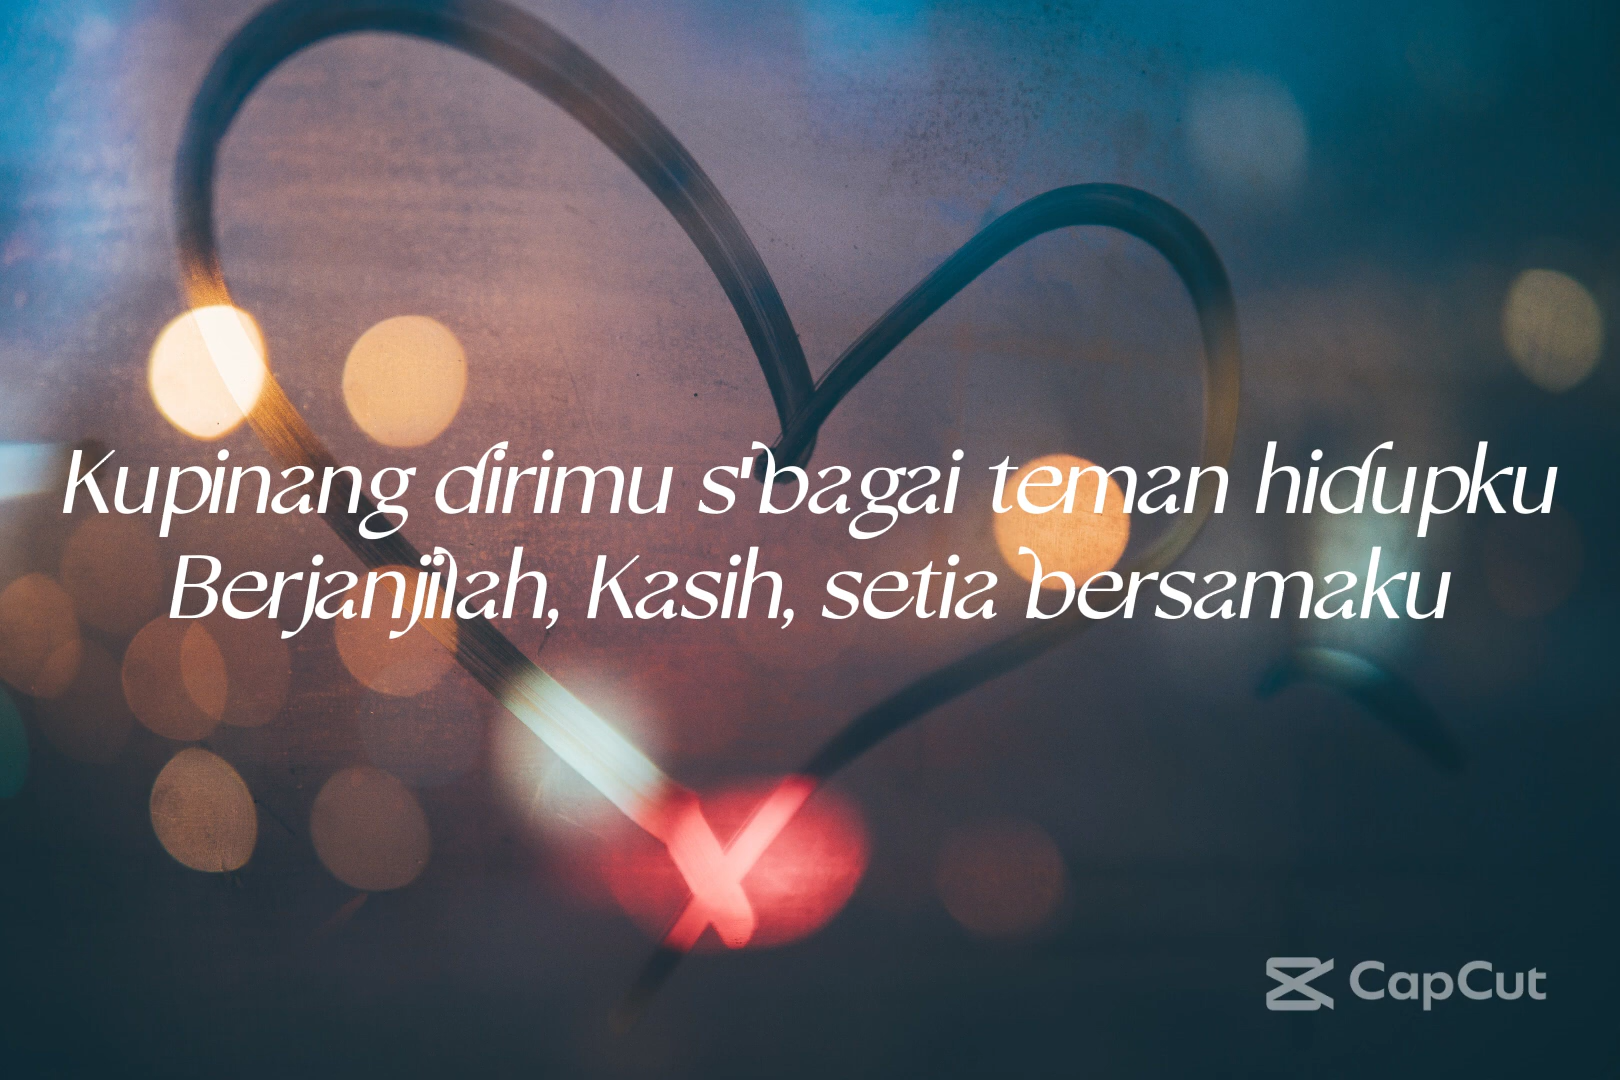 Kupinang dirimu s'bagai teman hidupku
Berjanjilah, Kasih, setia bersamaku
CapCut